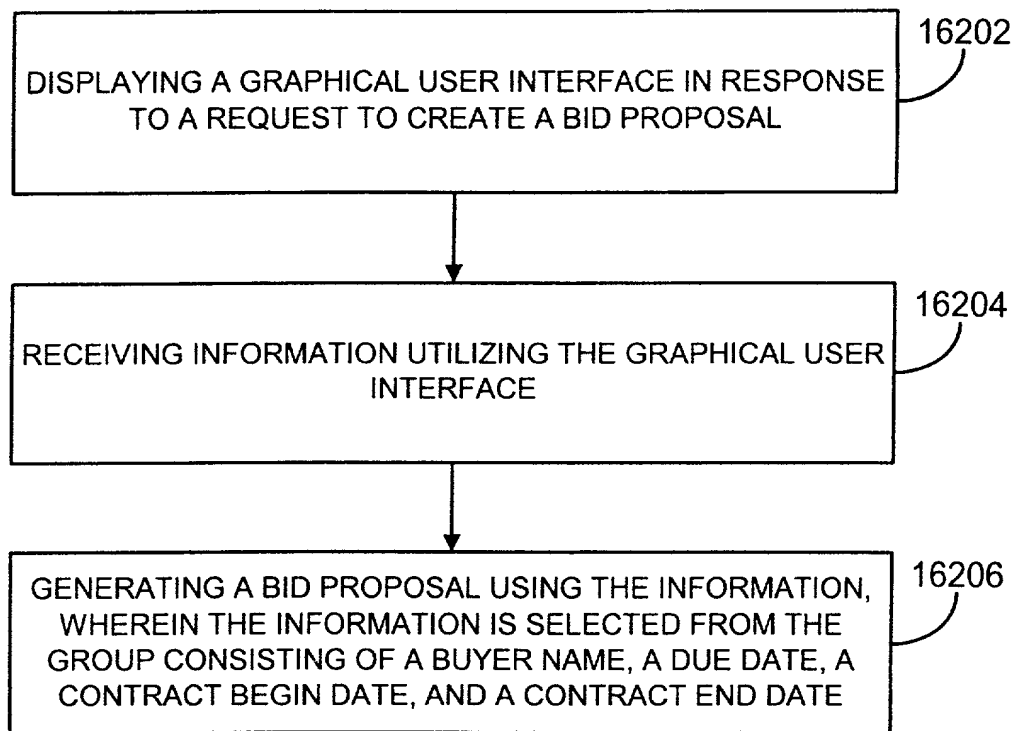 16202
DISPLAYING A GRAPHICAL USER INTERFACE IN RESPONSE
TO A REQUEST TO CREATE A BID PROPOSAL
16204
RECEIVING INFORMATION UTILIZING THE GRAPHICAL USER
INTERFACE
16206
GENERATING A BID PROPOSAL USING THE INFORMATION,
WHEREIN THE INFORMATION IS SELECTED FROM THE
GROUP CONSISTING OF A BUYER NAME, A DUE DATE, A
CONTRACT BEGIN DATE, AND A CONTRACT END DATE